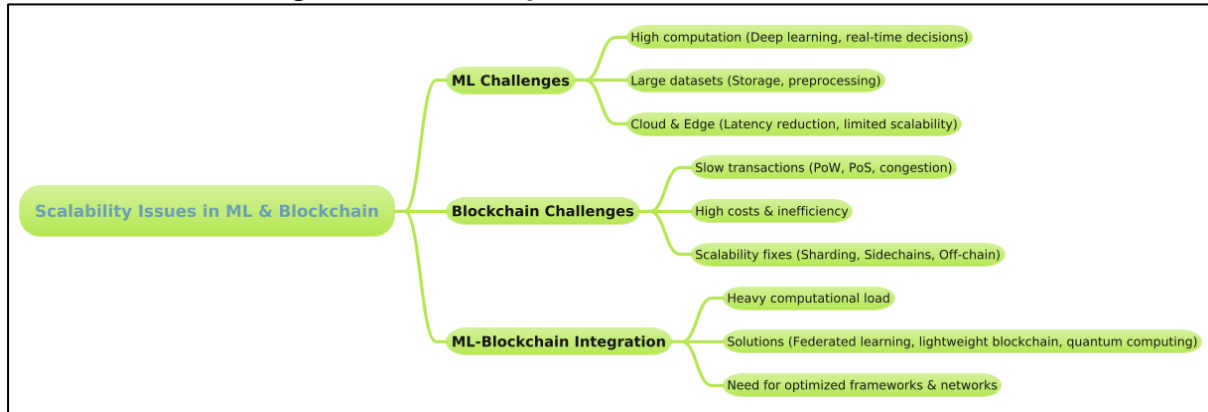 Scalability Issues in ML & Blockchain
ML Challenges
High computation (Deep learning, real-time decisions)
Large datasets (Storage, preprocessing)
Cloud & Edge (Latency reduction, limited scalability)
Blockchain Challenges
Slow transactions (PoW, PoS, congestion)
High costs & inefficiency
Scalability fixes (Sharding, Sidechains, Off-chain)
ML-Blockchain Integration
Heavy computational load
Solutions (Federated learning, lightweight blockchain, quantum computing)
Need for optimized frameworks & networks